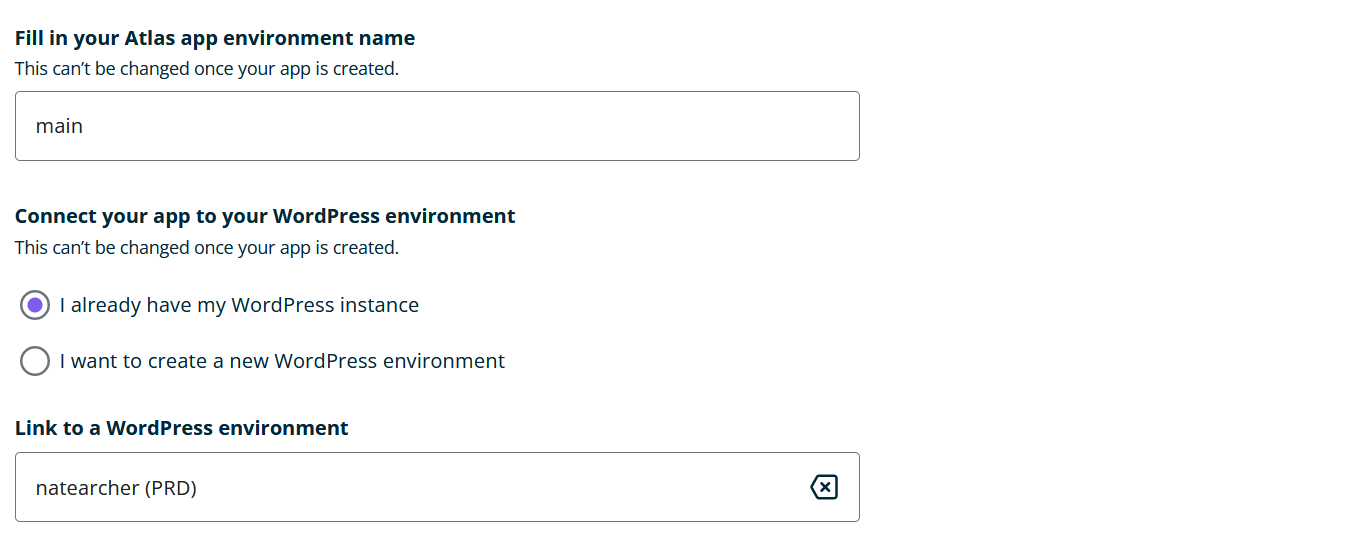 Fill in your Atlas app environment name
This can’t be changed once your app is created.
main
Connect your app to your WordPress environment
This can’t be changed once your app is created.
I already have my WordPress instance
I want to create a new WordPress environment
Link to a WordPress environment
natearcher (PRD)